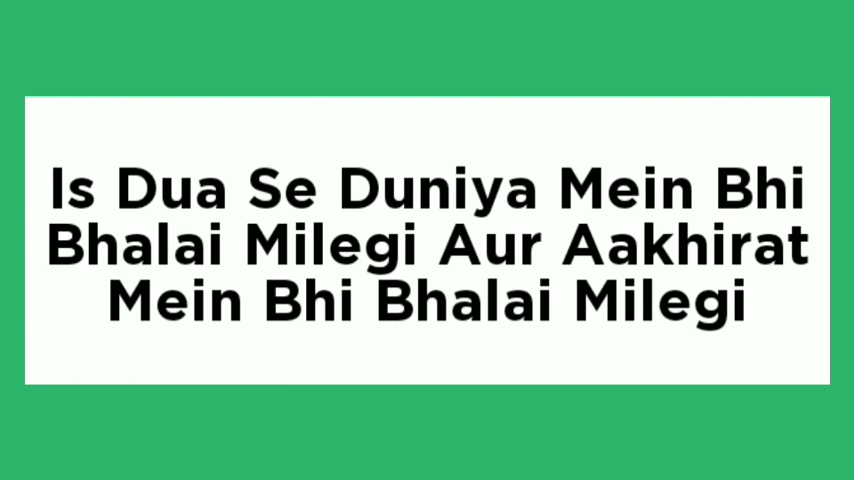 Is Dua Se Duniya Mein Bhi
Bhalai Milegi Aur Aakhirat
Mein Bhi Bhalai Milegi